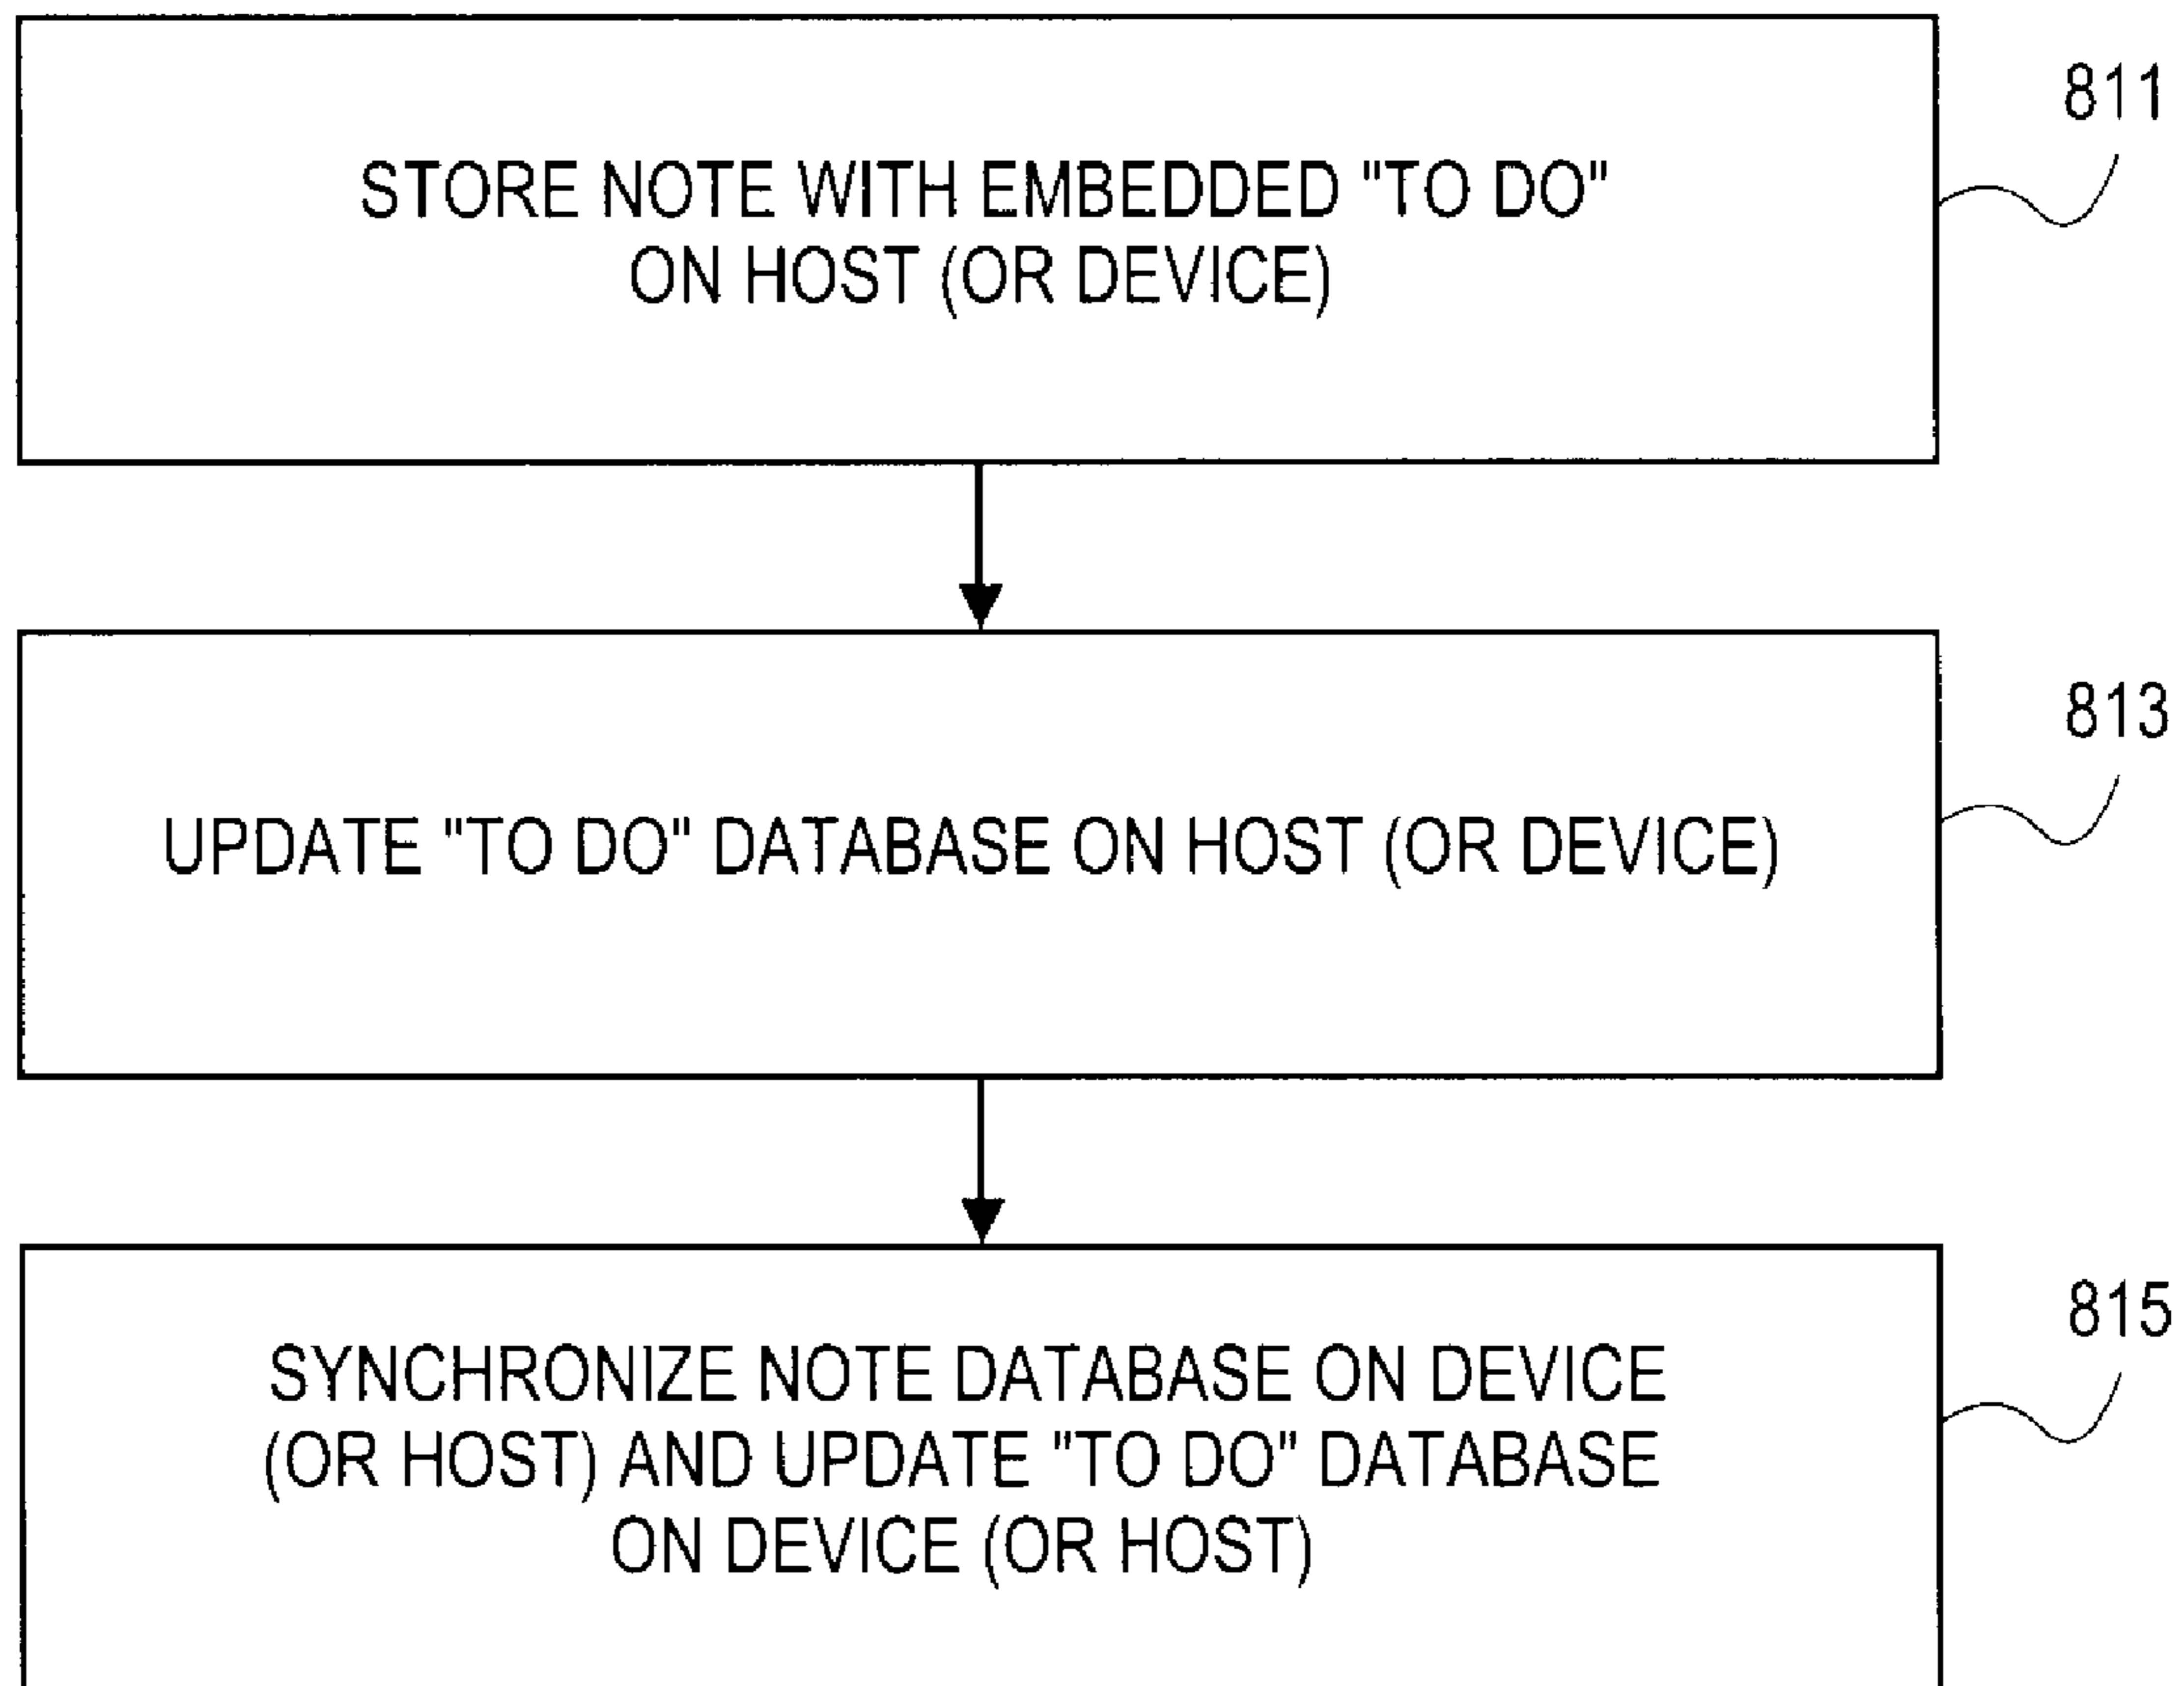 811
STORE NOTE WITH EMBEDDED "TO DO"
ON HOST (OR DEVICE)
813
UPDATE "TO DO" DATABASE ON HOST (OR DEVICE)
815
SYNCHRONIZE NOTE DATABASE ON DEVICE
(OR HOST) AND UPDATE "TO DO" DATABASE
ON DEVICE (OR HOST)